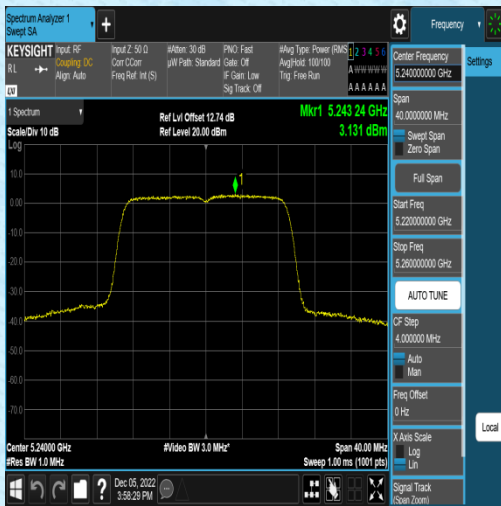 Spectrum Analyzer 1
Swept SA
+
Frequency
KEYSIGHT
Input: RF
Coupling: DC
Align: Auto
Input Z: 50 Ω
Corr CCorr
Freq Ref: Int (S)
#Atten: 30 dB
µW Path: Standard
PNO: Fast
Gate: Off
IF Gain: Low
Sig Track: Off
#Avg Type: Power (RMS
Avg|Hold: 100/100
Trig: Free Run
1 2 3 4 5 6
A W W W W W
A A A A A A
RL
LXI
Center Frequency
5.240000000 GHz
Settings
Span
40.0000000 MHz
Swept Span
Zero Span
Full Span
Start Freq
5.220000000 GHz
Stop Freq
5.260000000 GHz
AUTO TUNE
CF Step
4.000000 MHz
Auto
Man
Freq Offset
0 Hz
X Axis Scale
Log
Lin
Signal Track
(Span Zoom)
Local
1 Spectrum
Scale/Div 10 dB
Log
Ref Lvl Offset 12.74 dB
Ref Level 20.00 dBm
Mkr1 5.243 24 GHz
3.131 dBm
1
10.0
0.00
-10.0
-20.0
-30.0
-40.0
-50.0
-60.0
-70.0
Center 5.24000 GHz
#Res BW 1.0 MHz
#Video BW 3.0 MHz*
Span 40.00 MHz
Sweep 1.00 ms (1001 pts)
?
Dec 05, 2022
3:58:29 PM